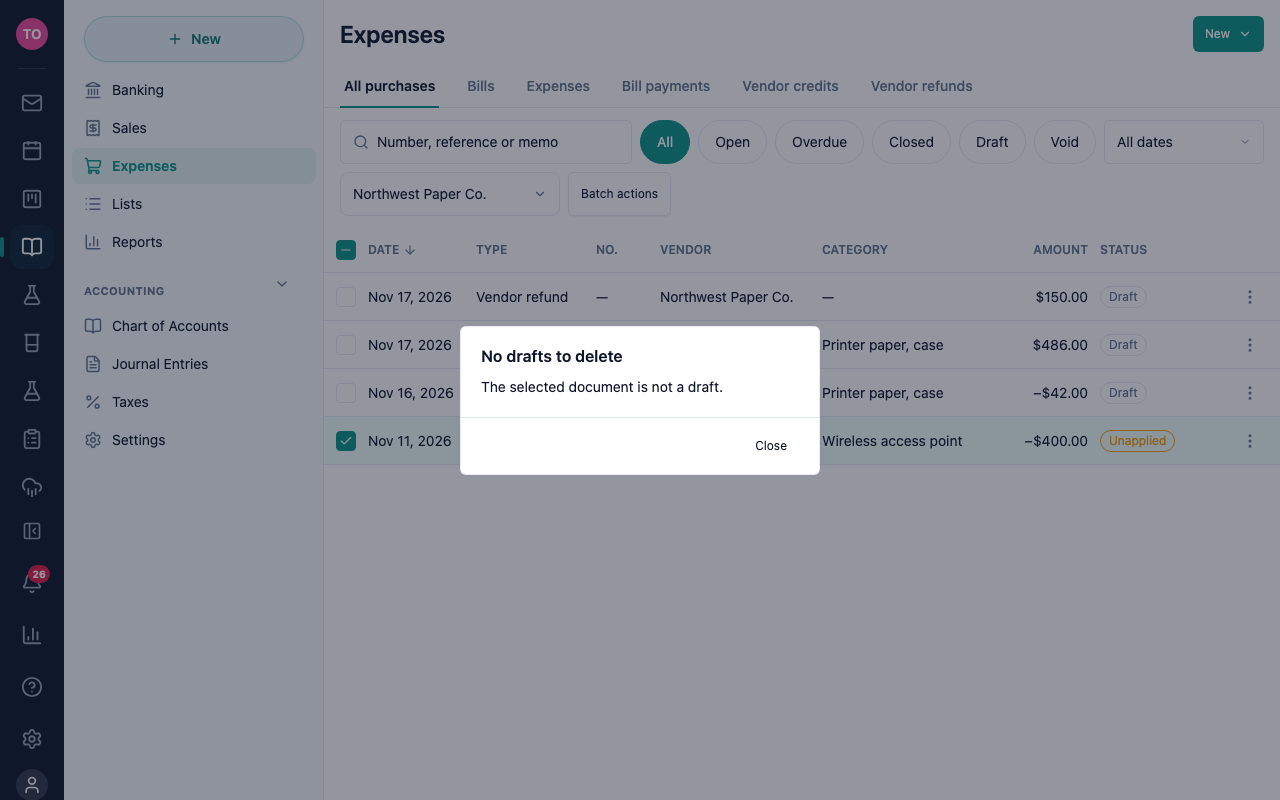 TO
26
New
Banking
Sales
Expenses
Lists
Reports
ACCOUNTING
Chart of Accounts
Journal Entries
Taxes
Settings
Expenses
New
All purchases Bills Expenses Bill payments Vendor credits Vendor refunds
Number, reference or memo All Open Overdue Closed Draft Void All dates
Northwest Paper Co. Batch actions
DATE TYPE NO. VENDOR CATEGORY AMOUNT STATUS
Nov 17, 2026 Vendor refund — Northwest Paper Co. — $150.00 Draft
Nov 17, 2026 Printer paper, case $486.00 Draft
Nov 16, 2026 Printer paper, case –$42.00 Draft
Nov 11, 2026 Wireless access point –$400.00 Unapplied
No drafts to delete
The selected document is not a draft.
Close